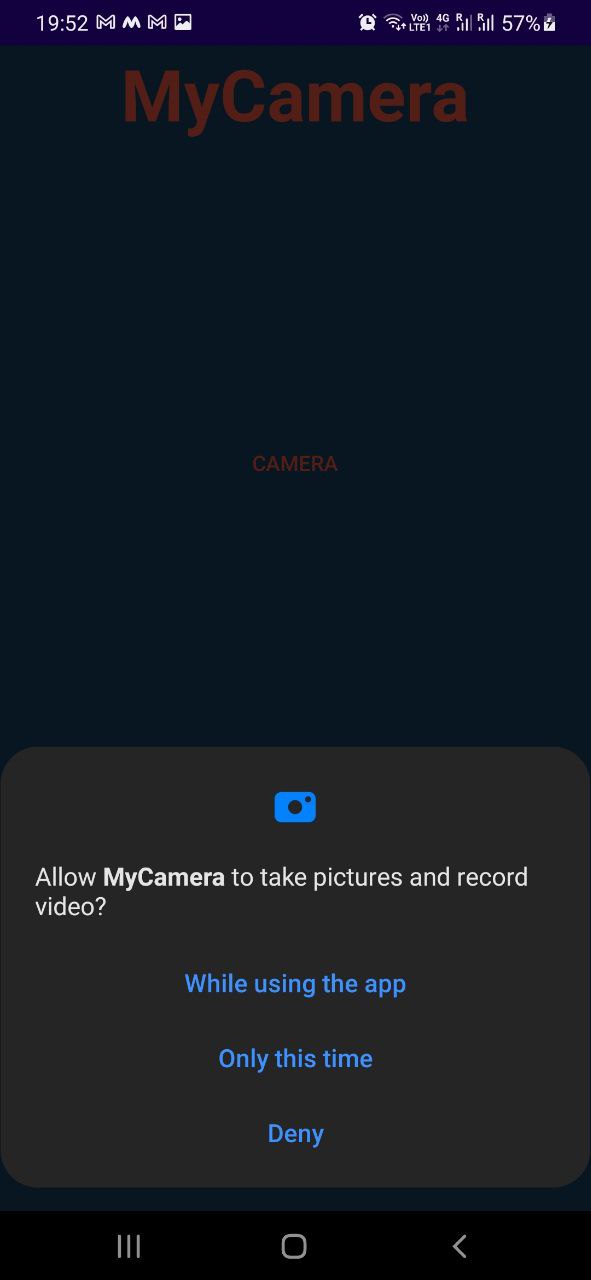 19:52
Vo)) 4G R R 57%
LTE1
MyCamera
CAMERA
Allow MyCamera to take pictures and record
video?
While using the app
Only this time
Deny